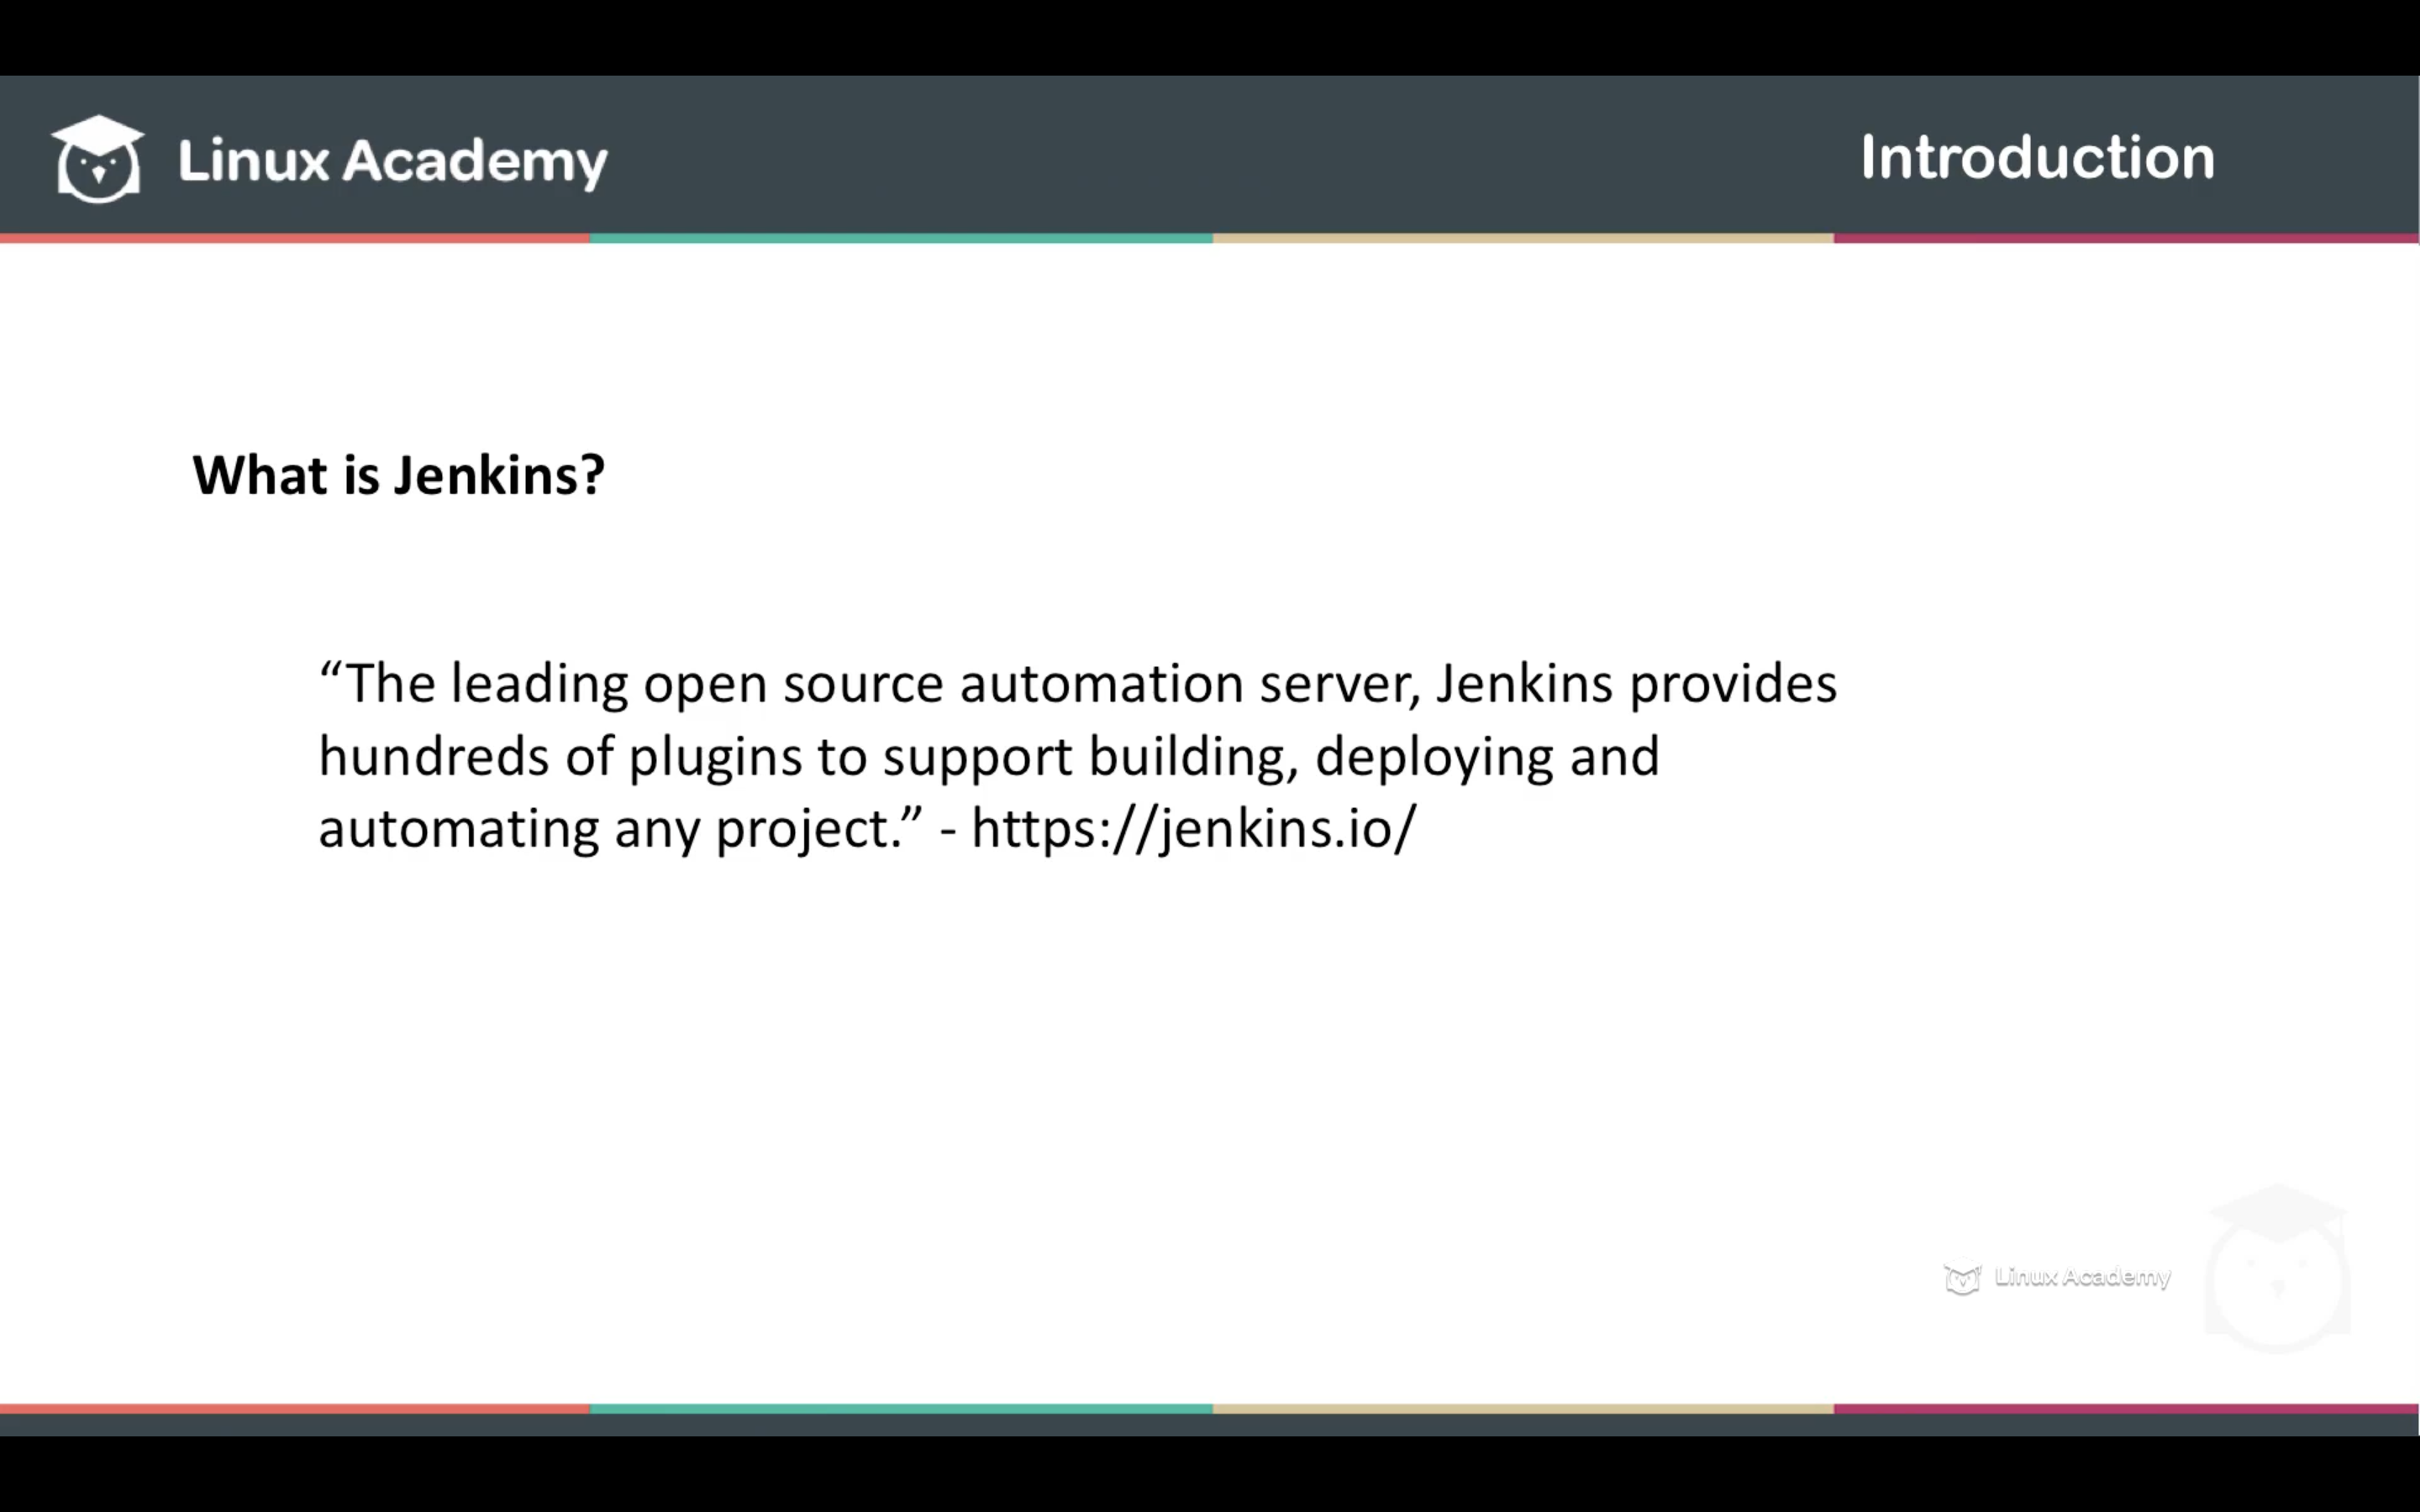 Linux Academy
Introduction
What is Jenkins?
“The leading open source automation server, Jenkins provides
hundreds of plugins to support building, deploying and
automating any project.” - https://jenkins.io/
Linux Academy